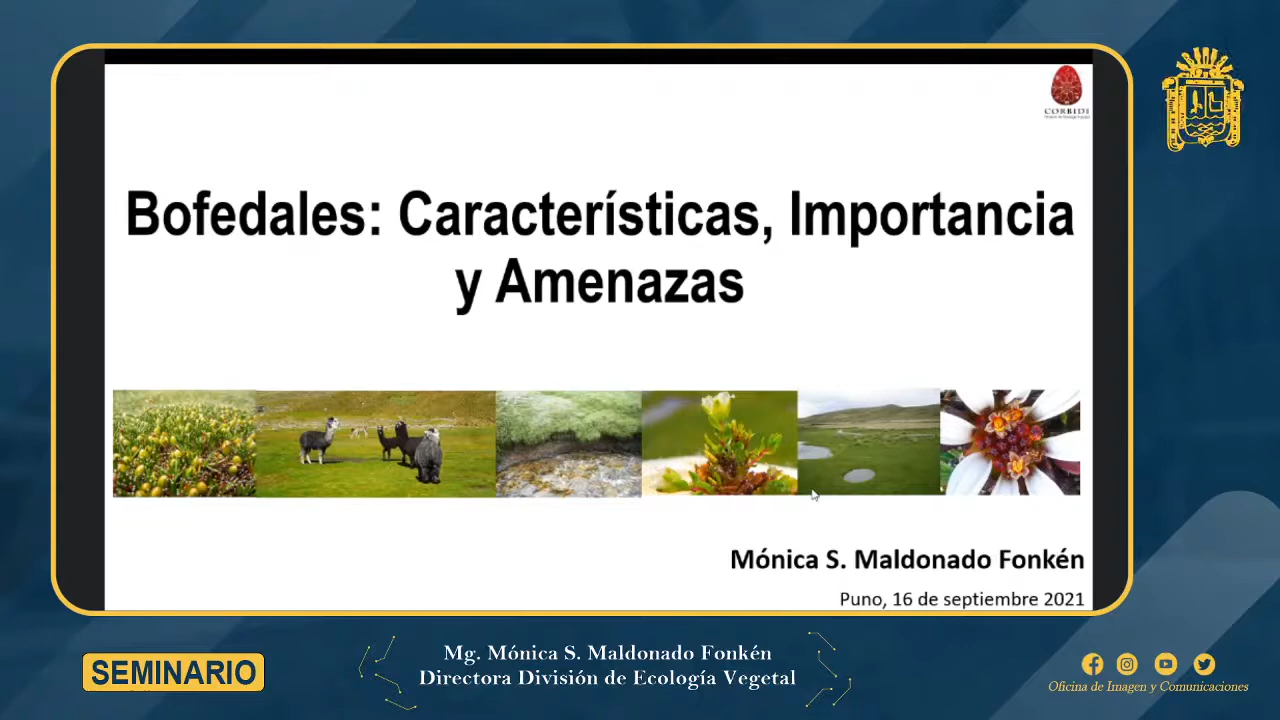 CORBIDI
Bofedales: Características, Importancia
y Amenazas
Mónica S. Maldonado Fonkén
Puno, 16 de septiembre 2021
SEMINARIO
Mg. Mónica S. Maldonado Fonkén
Directora División de Ecología Vegetal
Oficina de Imagen y Comunicaciones